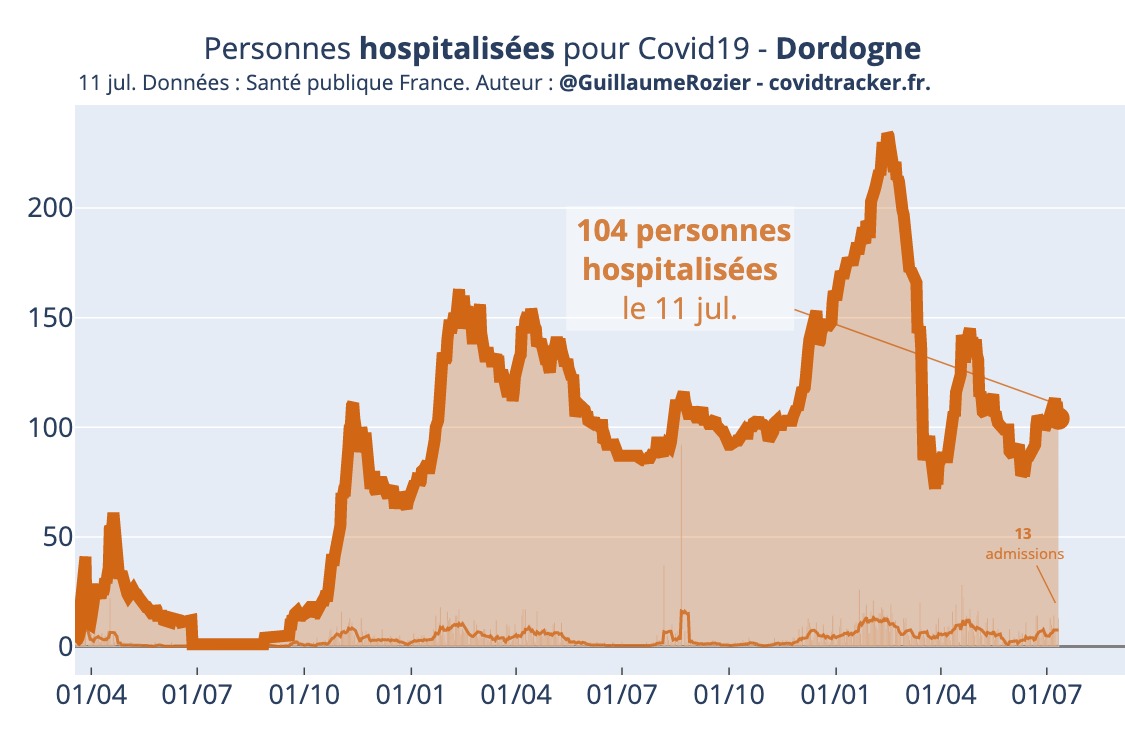 Personnes hospitalisées pour Covid19 - Dordogne
11 jul. Données : Santé publique France. Auteur : @GuillaumeRozier - covidtracker.fr.
200
150
100
50
0
104 personnes
hospitalisées
le 11 jul.
13
admissions
01/04 01/07 01/10 01/01 01/04 01/07 01/10 01/01 01/04 01/07